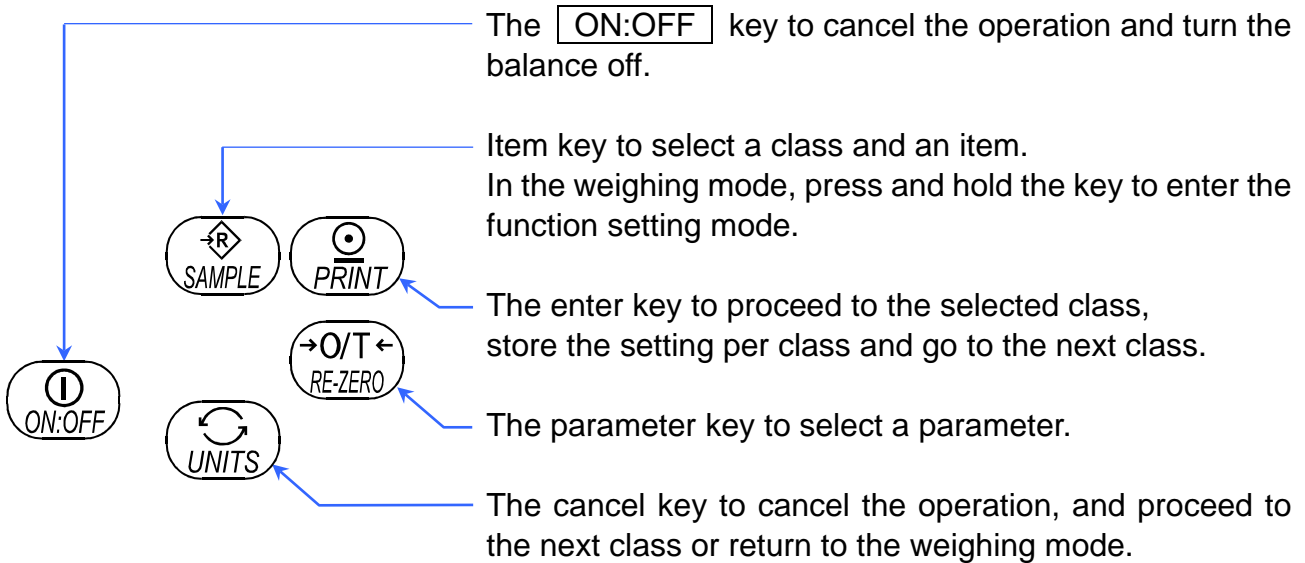 The ON:OFF key to cancel the operation and turn the
balance off.
Item key to select a class and an item.
In the weighing mode, press and hold the key to enter the
function setting mode.
R
SAMPLE
PRINT
The enter key to proceed to the selected class,
store the setting per class and go to the next class.
→O/T←
RE-ZERO
ON:OFF
The parameter key to select a parameter.
UNITS
The cancel key to cancel the operation, and proceed to
the next class or return to the weighing mode.